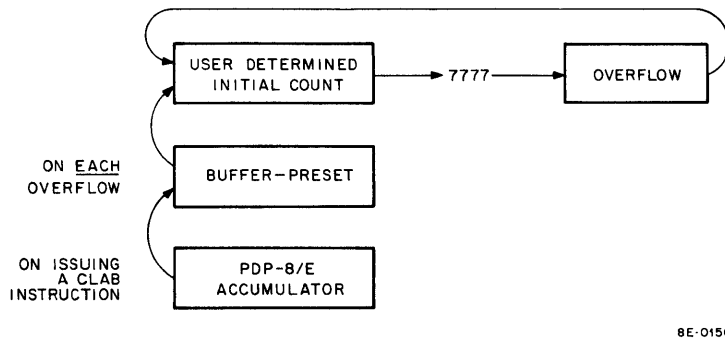 USER DETERMINED
INITIAL COUNT
7777
OVERFLOW
ON EACH
OVERFLOW
BUFFER-PRESET
ON ISSUING
A CLAB
INSTRUCTION
PDP-8/E
ACCUMULATOR